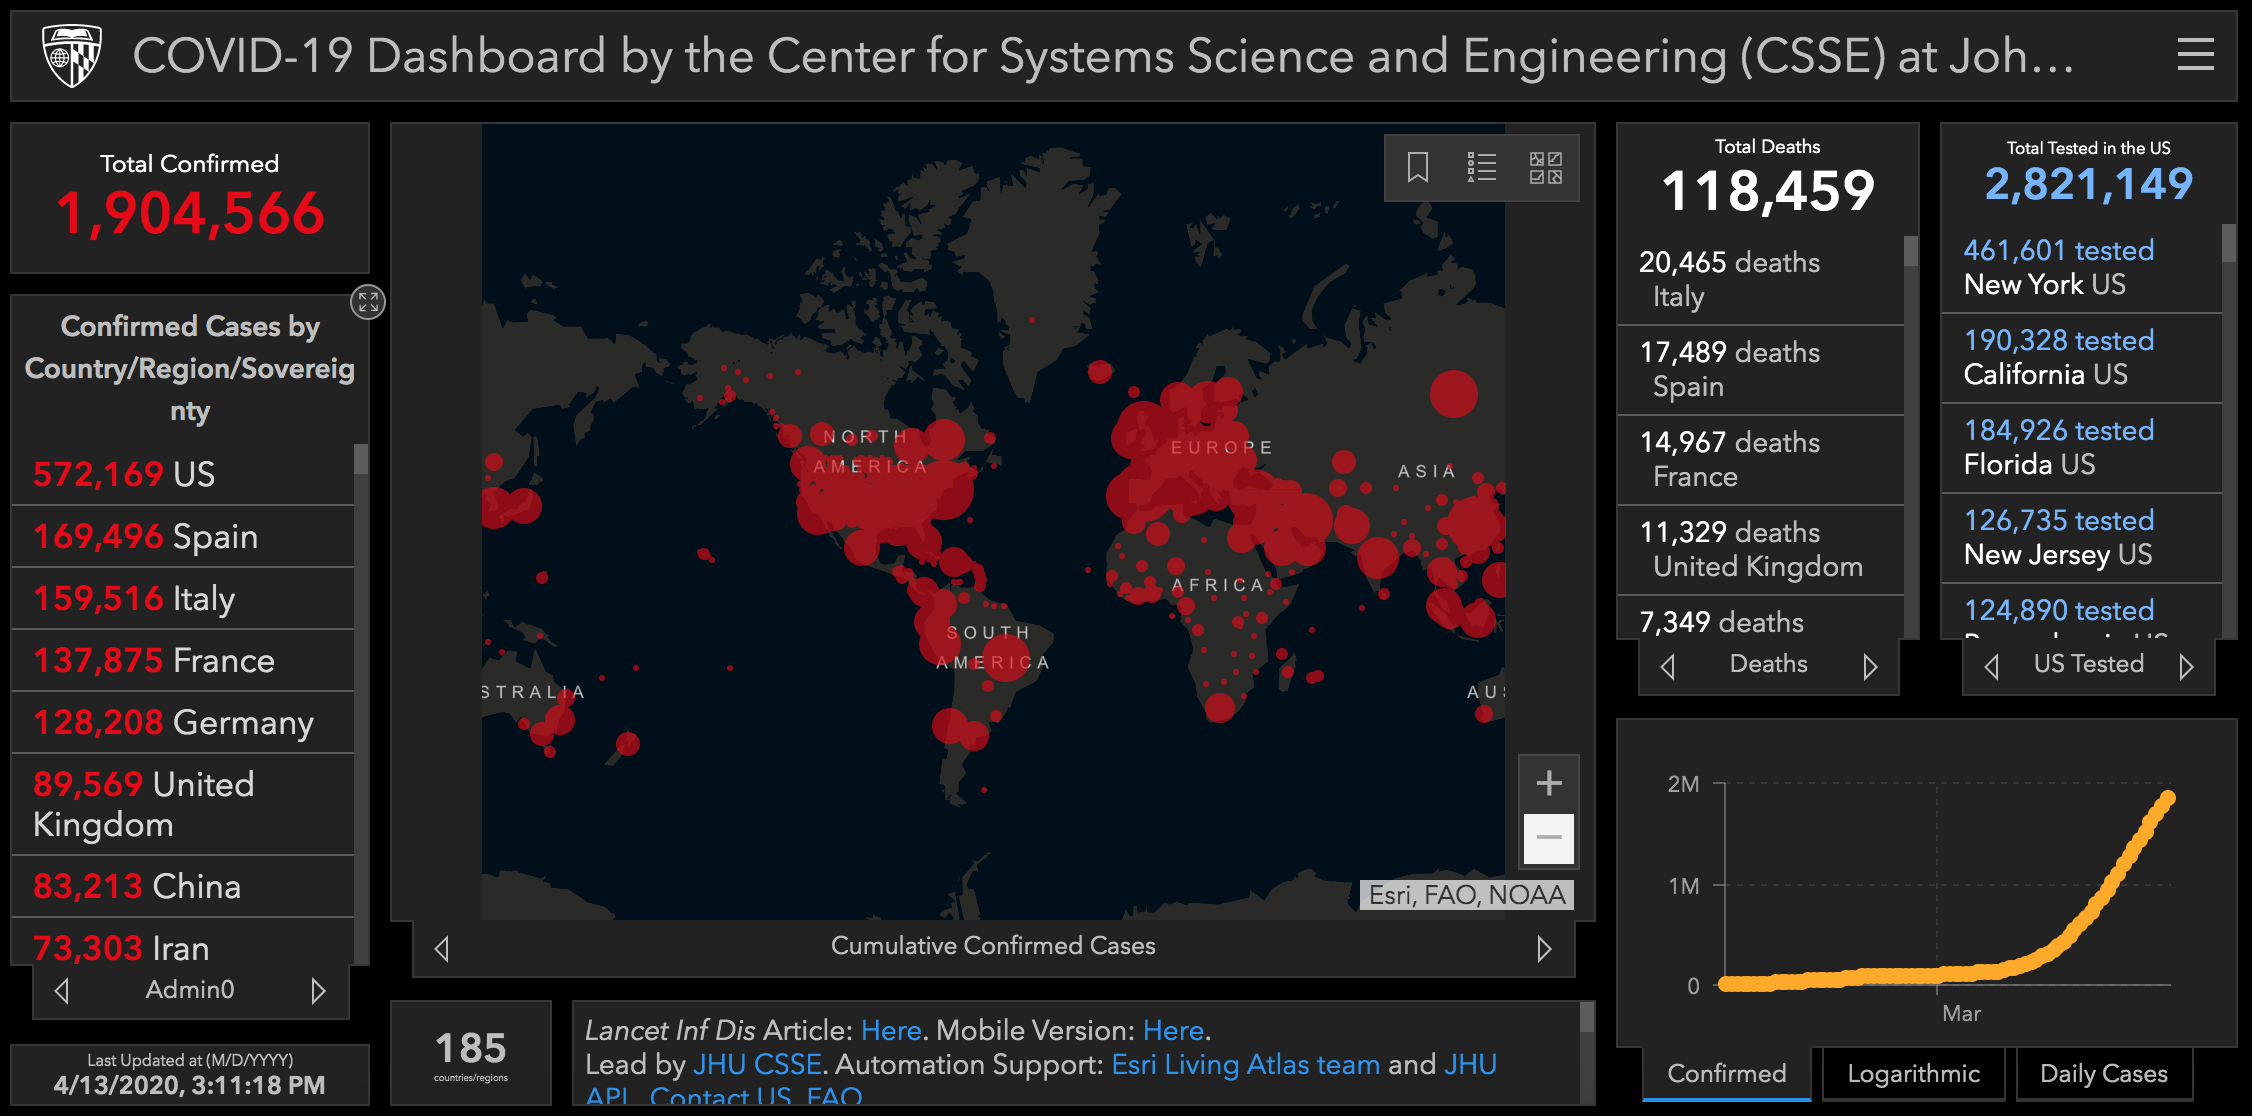 COVID-19 Dashboard by the Center for Systems Science and Engineering (CSSE) at Joh...
Total Confirmed
1,904,566
Confirmed Cases by
Country/Region/Sovereig
nty
572,169 US
169,496 Spain
159,516 Italy
137,875 France
128,208 Germany
89,569 United
Kingdom
83,213 China
73,303 Iran
Admin0
Last Updated at (M/D/YYYY)
4/13/2020, 3:11:18 PM
NORTH
AMERICA
EUROPE
ASIA
AFRICA
SOUTH
AMERICA
STRALIA
AUS
Esri, FAO, NOAA
Cumulative Confirmed Cases
185
countries/regions
Lancet Inf Dis Article: Here. Mobile Version: Here.
Lead by JHU CSSE. Automation Support: Esri Living Atlas team and JHU
APL. Contact US. FAQ
Total Deaths
118,459
20,465 deaths
Italy
17,489 deaths
Spain
14,967 deaths
France
11,329 deaths
United Kingdom
7,349 deaths
Deaths
Total Tested in the US
2,821,149
461,601 tested
New York US
190,328 tested
California US
184,926 tested
Florida US
126,735 tested
New Jersey US
124,890 tested
US Tested
2M
1M
0
Mar
Confirmed
Logarithmic
Daily Cases